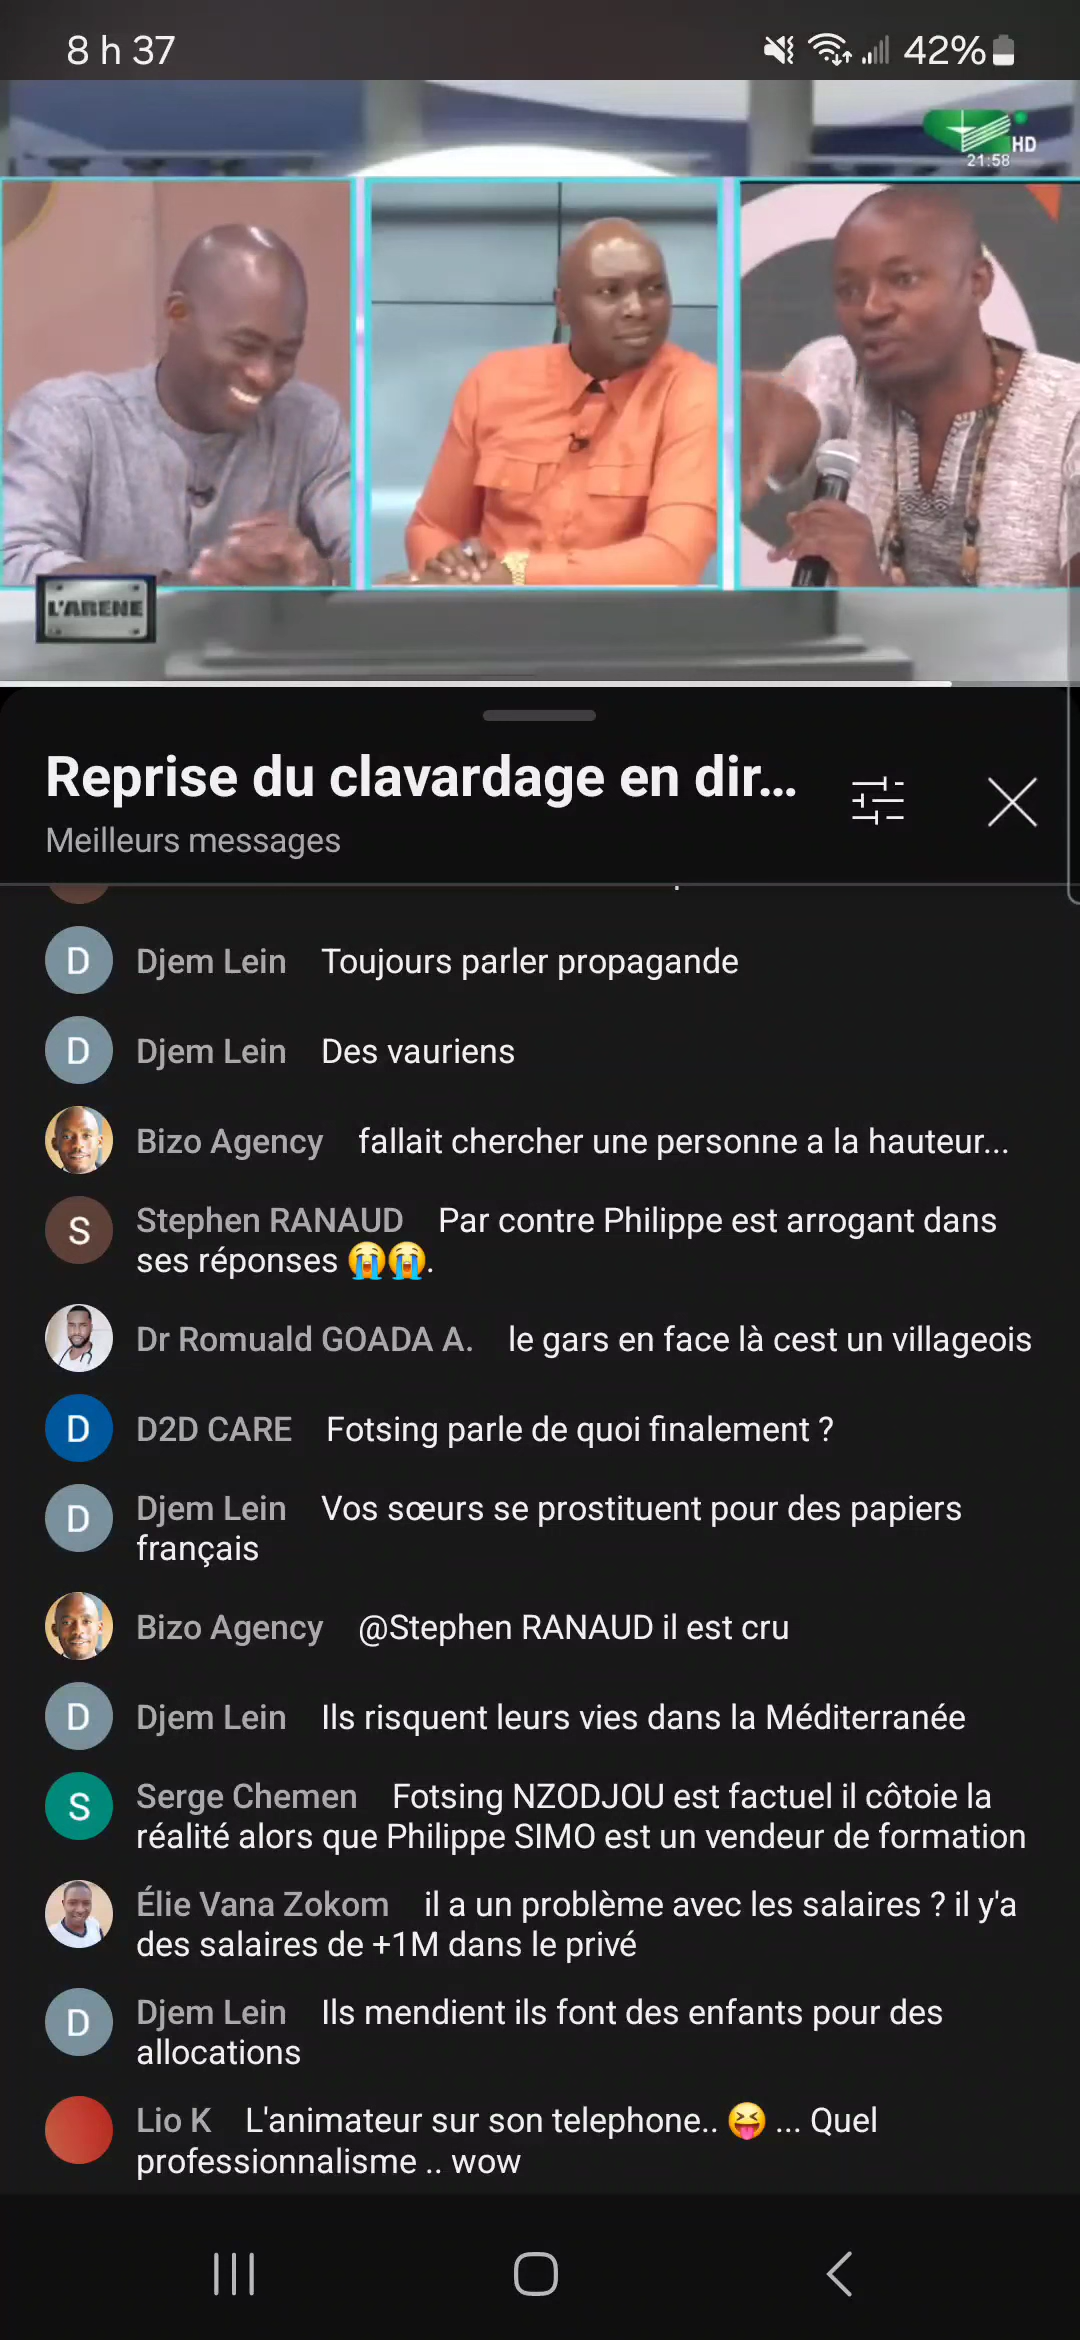 8 h 37
42%
HD
21:58
L'ARENE
Reprise du clavardage en dir...
Meilleurs messages
D Djem Lein Toujours parler propagande
D Djem Lein Des vauriens
Bizo Agency fallait chercher une personne a la hauteur...
S Stephen RANAUD Par contre Philippe est arrogant dans
ses réponses 😭😭.
Dr Romuald GOADA A. le gars en face là cest un villageois
D D2D CARE Fotsing parle de quoi finalement ?
D Djem Lein Vos sœurs se prostituent pour des papiers
français
Bizo Agency @Stephen RANAUD il est cru
D Djem Lein Ils risquent leurs vies dans la Méditerranée
S Serge Chemen Fotsing NZODJOU est factuel il côtoie la
réalité alors que Philippe SIMO est un vendeur de formation
Élie Vana Zokom il a un problème avec les salaires ? il y'a
des salaires de +1M dans le privé
D Djem Lein Ils mendient ils font des enfants pour des
allocations
Lio K L'animateur sur son telephone.. 😝 ... Quel
professionnalisme .. wow